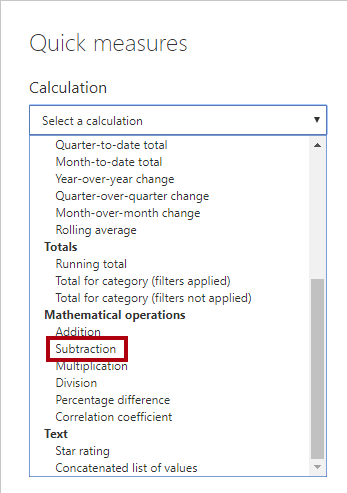 Quick measures
Calculation
Select a calculation
Quarter-to-date total
Month-to-date total
Year-over-year change
Quarter-over-quarter change
Month-over-month change
Rolling average
Totals
Running total
Total for category (filters applied)
Total for category (filters not applied)
Mathematical operations
Addition
Subtraction
Multiplication
Division
Percentage difference
Correlation coefficient
Text
Star rating
Concatenated list of values